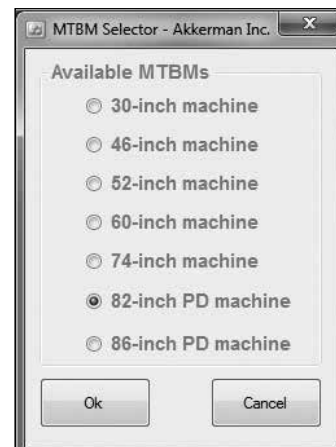 MTBM Selector - Akkerman Inc.
Available MTBMs
30-inch machine
46-inch machine
52-inch machine
60-inch machine
74-inch machine
82-inch PD machine
86-inch PD machine
Ok
Cancel